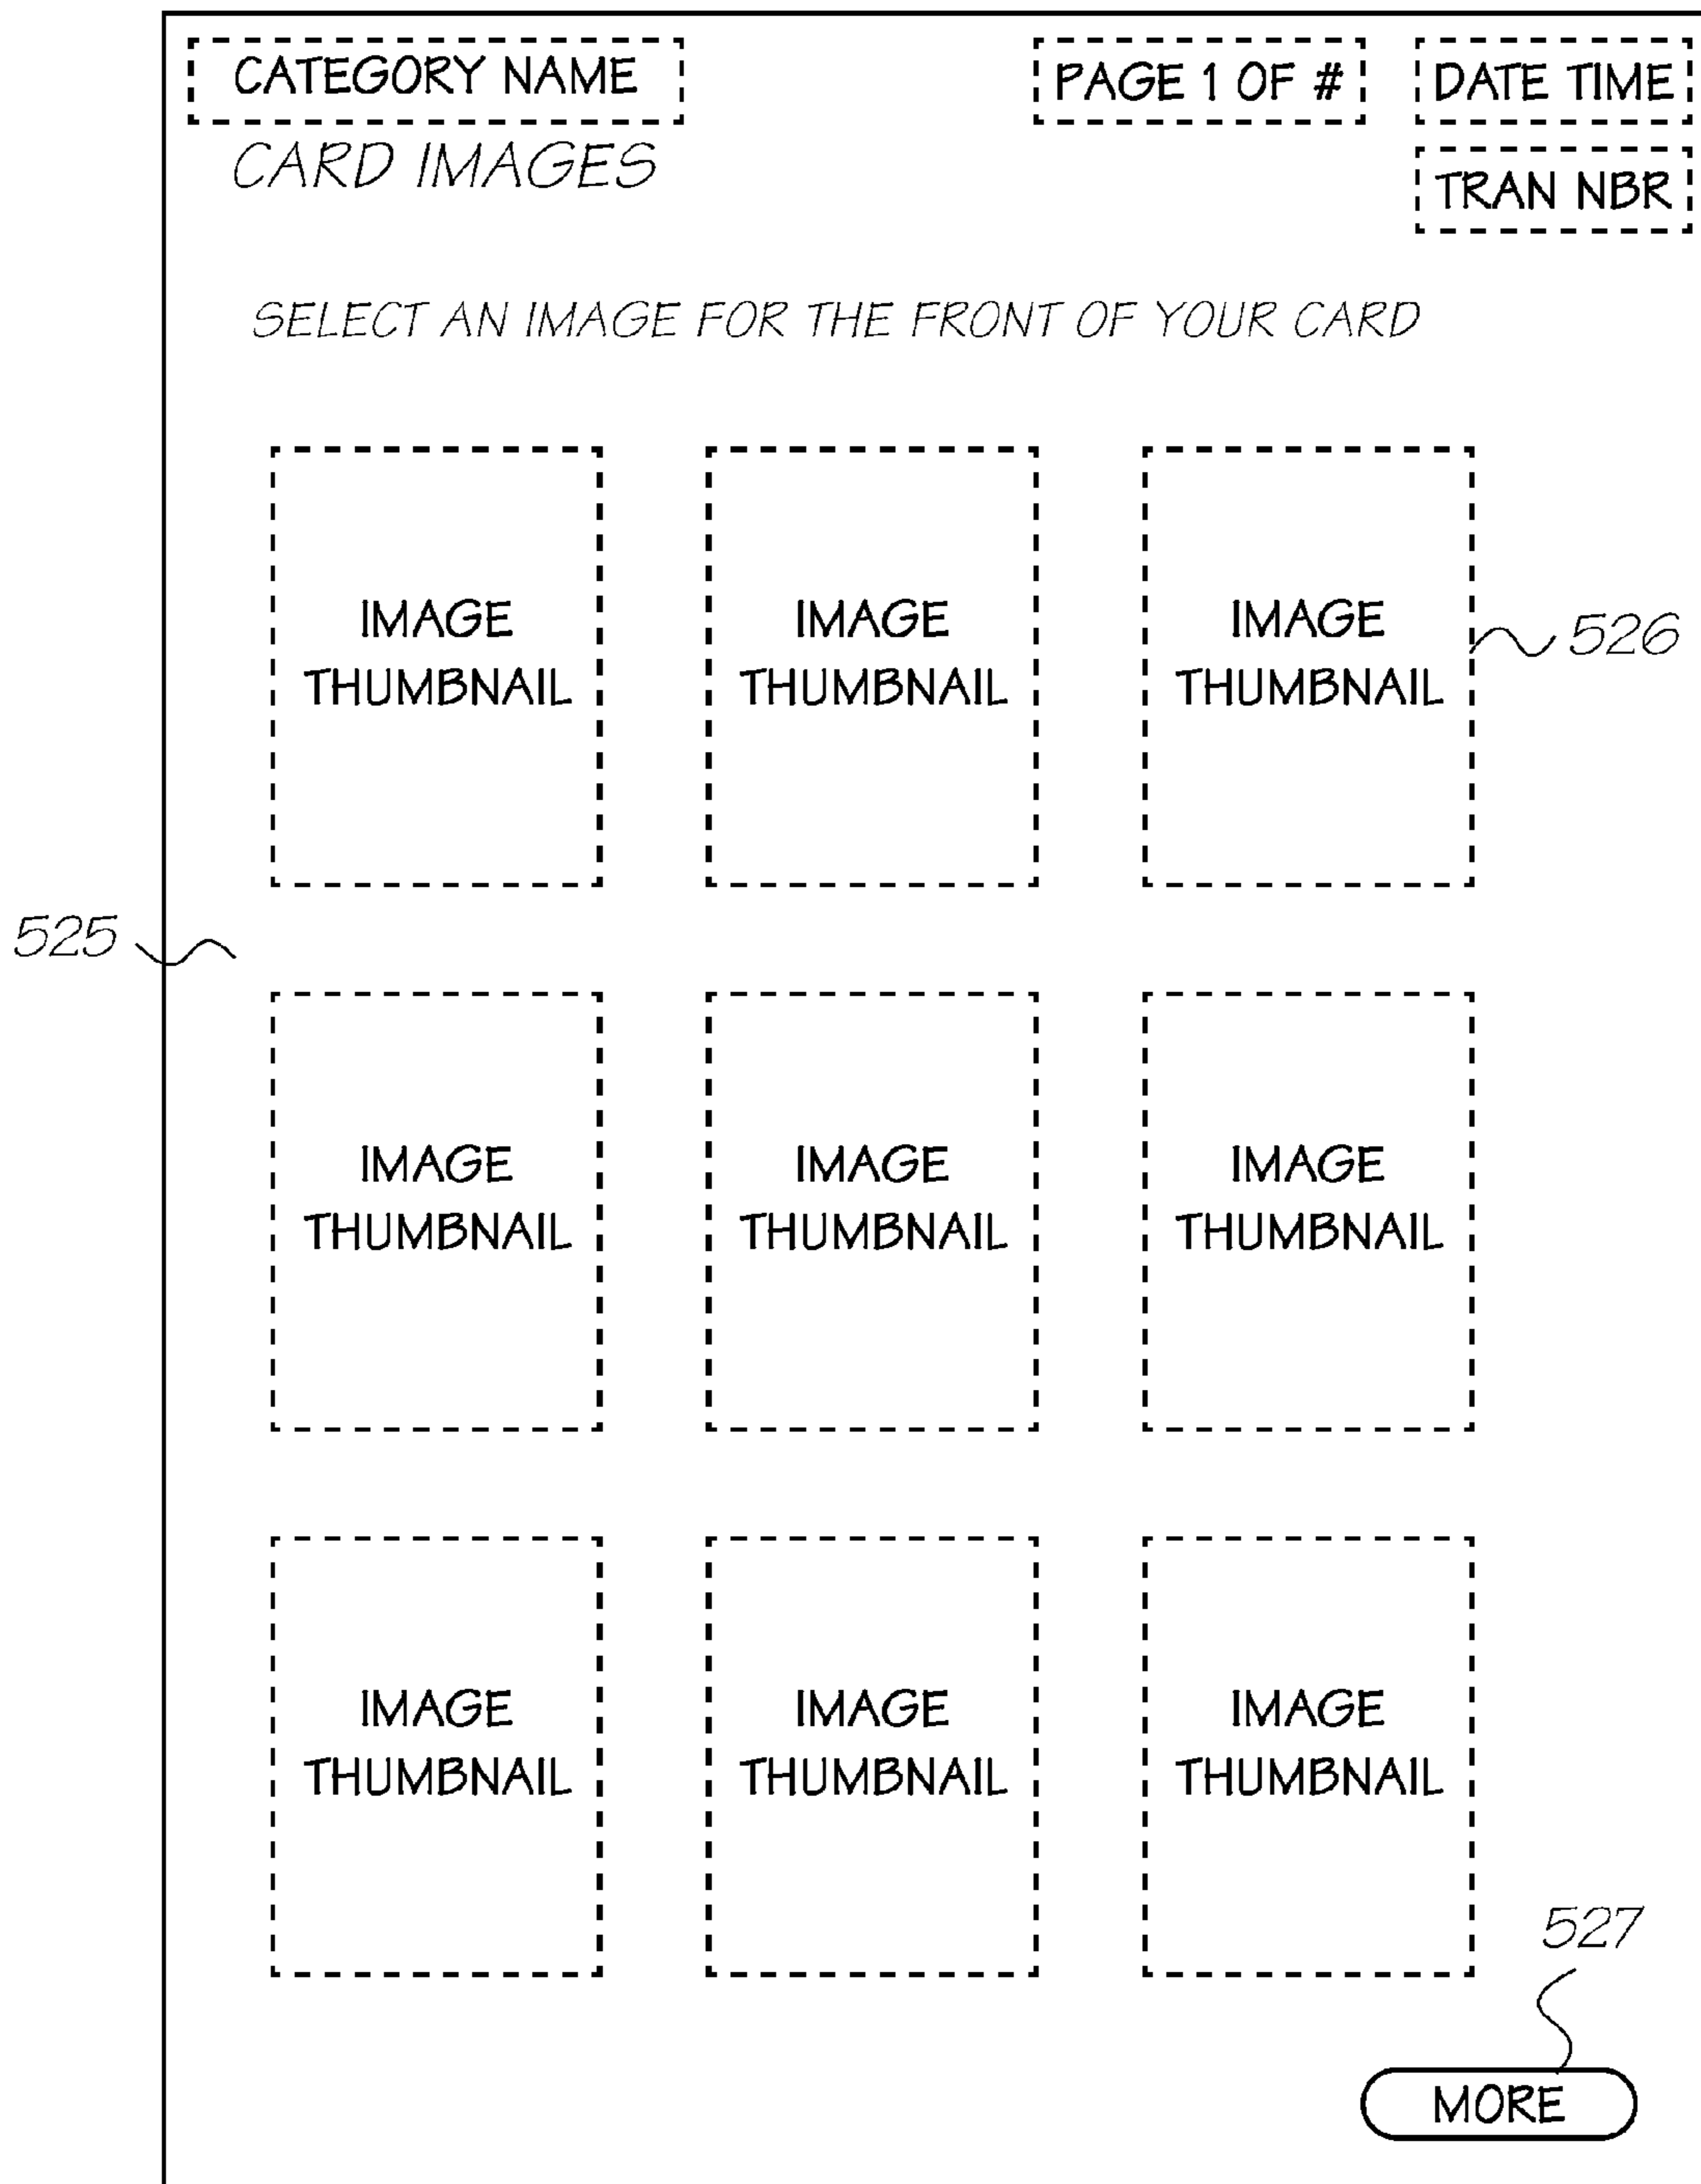 CATEGORY NAME PAGE 1 OF # DATE TIME
CARD IMAGES TRAN NBR
SELECT AN IMAGE FOR THE FRONT OF YOUR CARD
IMAGE IMAGE IMAGE 526
THUMBNAIL THUMBNAIL THUMBNAIL
525
IMAGE IMAGE IMAGE
THUMBNAIL THUMBNAIL THUMBNAIL
IMAGE IMAGE IMAGE
THUMBNAIL THUMBNAIL THUMBNAIL
527
MORE